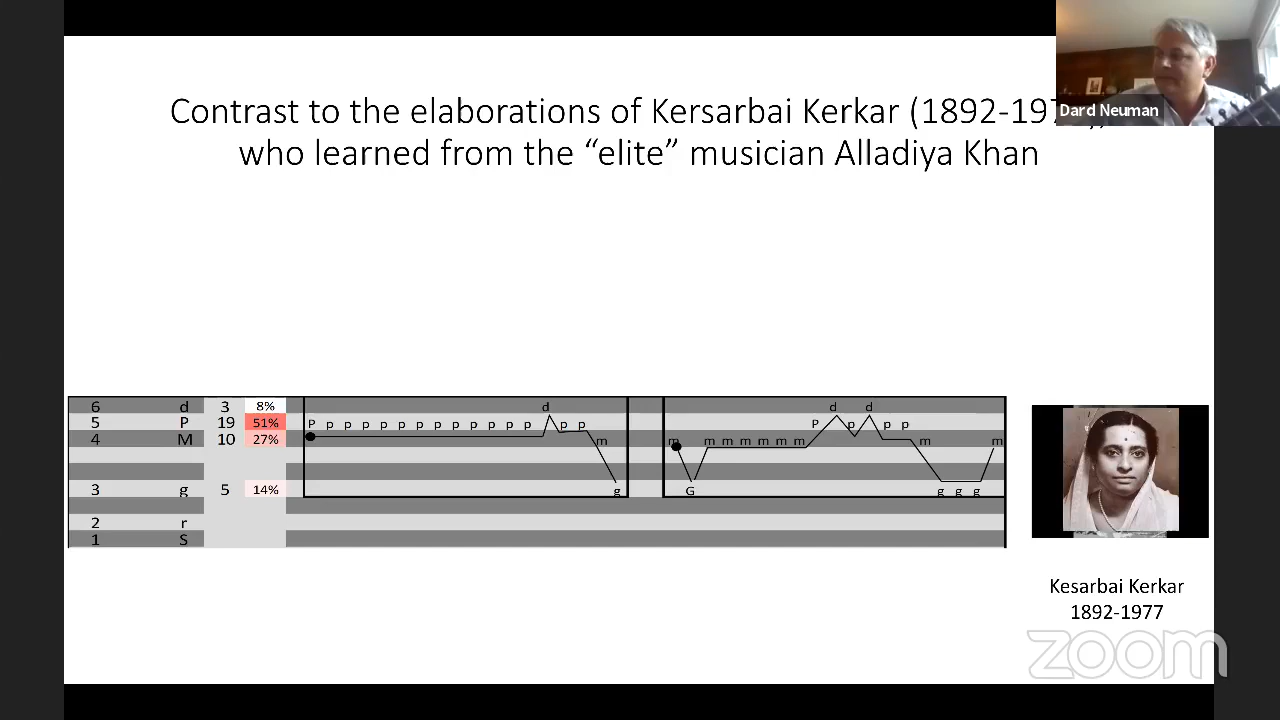 Contrast to the elaborations of Kersarbai Kerkar (1892-197
who learned from the “elite” musician Alladiya Khan
Dard Neuman
6 d 3 8% d d d
5 P 19 51% P p p p p p p p p p p p p p p P p p p
4 M 10 27% m m m m m m m m m m
3 g 5 14% g G g g g
2 r
1 S
Kesarbai Kerkar
1892-1977
zoom